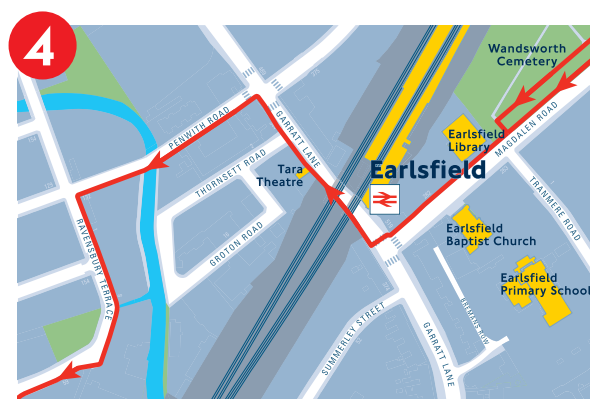 4
Wandsworth
Cemetery
PENWITH ROAD
GARRATT LANE
MAGDALEN ROAD
Earlsfield
Library
THORNSETT ROAD
Tara
Theatre
Earlsfield
TRANMERE ROAD
RAVENSBURY TERRACE
GROTON ROAD
Earlsfield
Baptist Church
Earlsfield
Primary School
SUMMERLEY STREET
GARRATT LANE